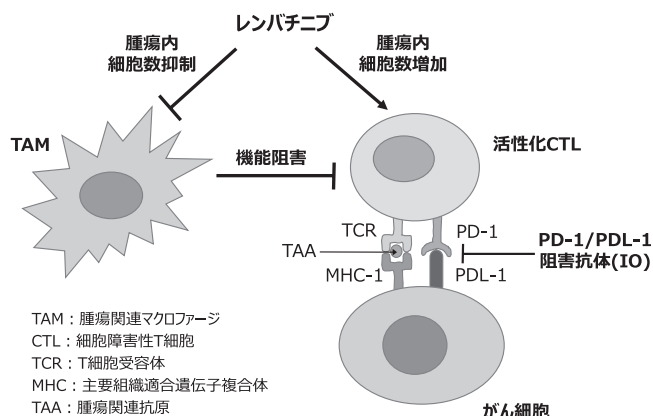 レンバチニブ
腫瘍内
細胞数抑制
腫瘍内
細胞数増加
TAM
機能阻害
活性化CTL
TCR
PD-1
TAA
MHC-1
PDL-1
PD-1/PDL-1
阻害抗体(IO)
TAM：腫瘍関連マクロファージ
CTL：細胞障害性T細胞
TCR：T細胞受容体
MHC：主要組織適合遺伝子複合体
TAA：腫瘍関連抗原
がん細胞